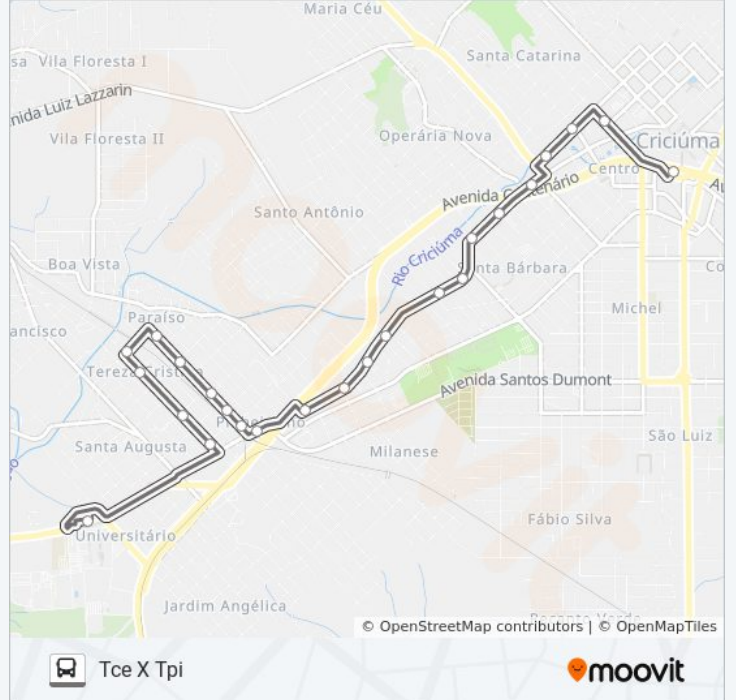 Maria Céu
Santa Catarina
sa Vila Floresta I
nida Luiz Lazzarin
Vila Floresta II
Operária Nova
Criciúma
Centro
Avenida Centenário
Santo Antônio
Rio Criciúma
Boa Vista
Santa Bárbara
Co
Michel
Paraíso
ancisco
Tereza Cristina
Avenida Santos Dumont
São Luiz
Santa Augusta
Milanese
Universitário
Fábio Silva
Jardim Angélica
© OpenStreetMap contributors | © OpenMapTiles
Tce X Tpi
moovit